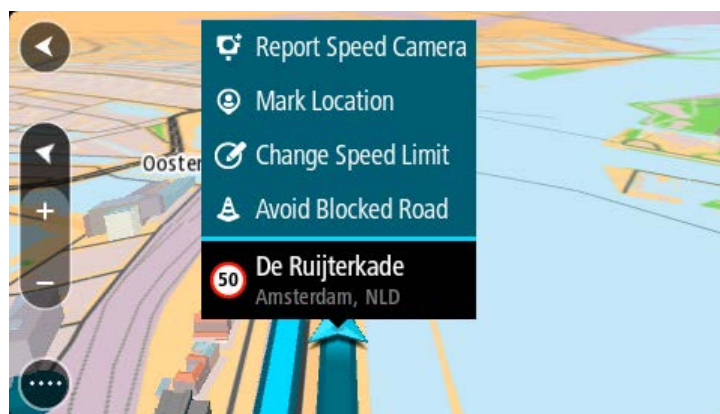 Report Speed Camera
Mark Location
Change Speed Limit
Ooster
Avoid Blocked Road
50
De Ruijterkade
Amsterdam, NLD